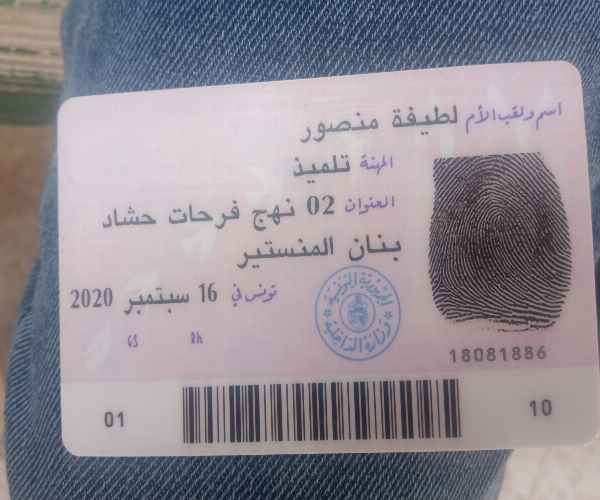 اسم ولقب الأم لطيفة منصور
المهنة تلميذ
العنوان 02 نهج فرحات حشاد
بنان المنستير
تونس في 16 سبتمبر 2020
GS Rh
الجمهورية التونسية
وزارة الداخلية
18081886
01 10